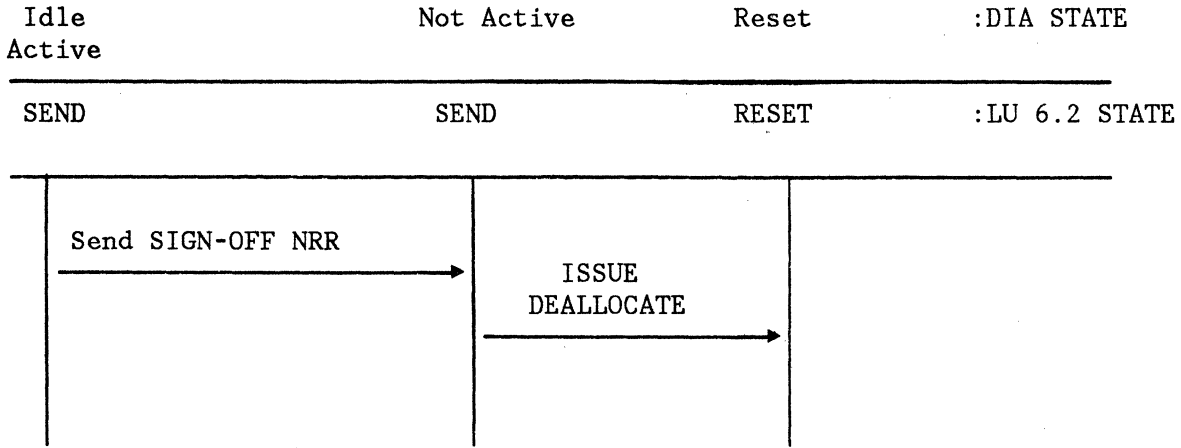 Idle Not Active Reset :DIA STATE
Active
SEND SEND RESET :LU 6.2 STATE
Send SIGN-OFF NRR
ISSUE
DEALLOCATE